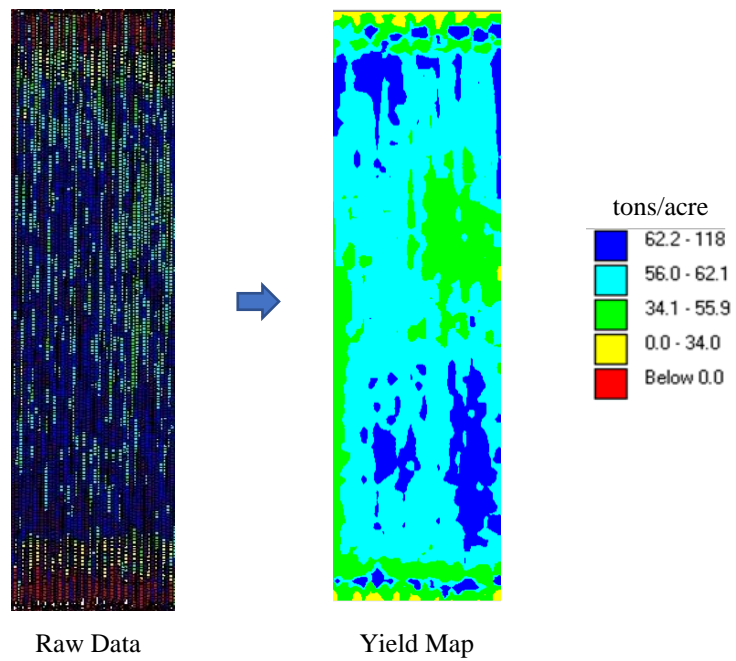 tons/acre
62.2 - 118
56.0 - 62.1
34.1 - 55.9
0.0 - 34.0
Below 0.0
Raw Data
Yield Map